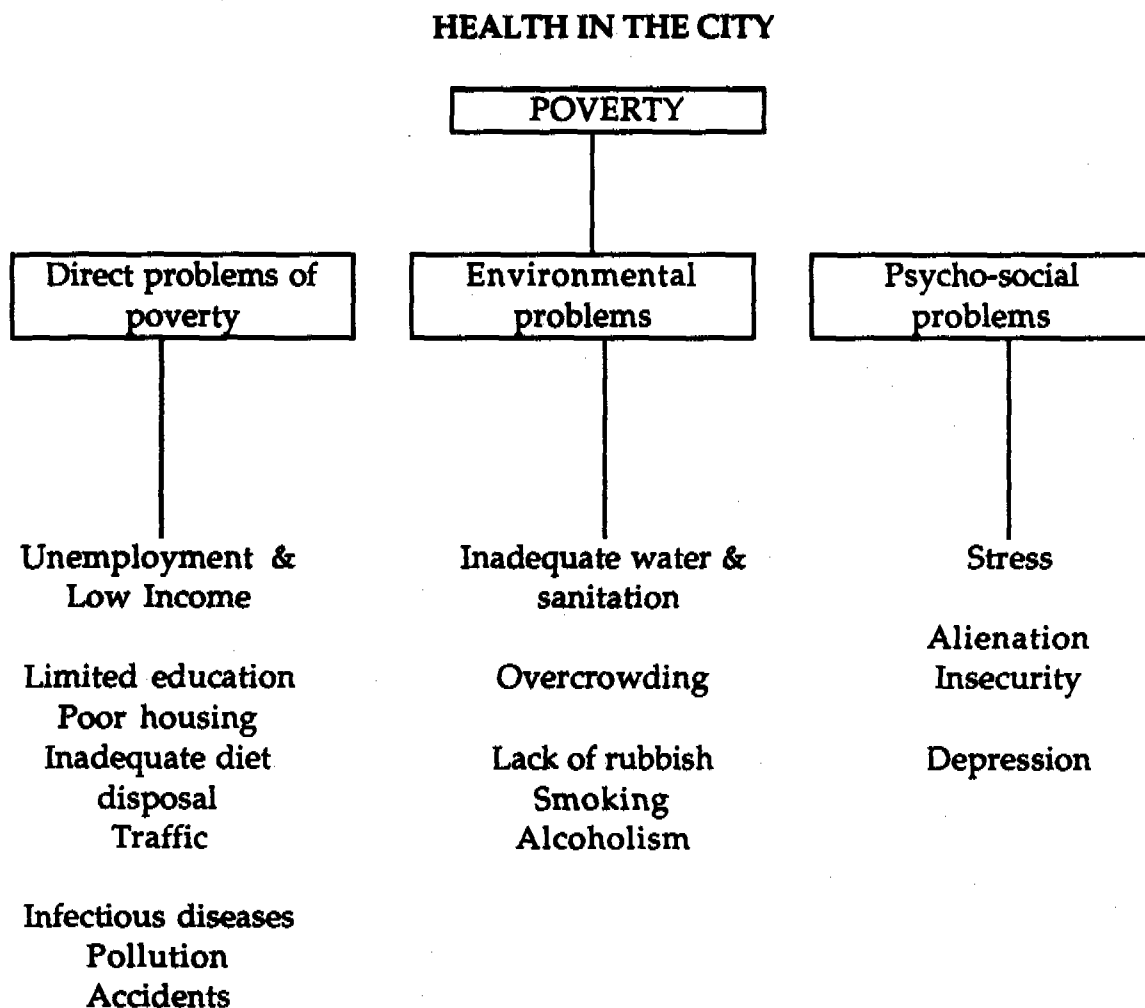 HEALTH IN THE CITY
POVERTY
Direct problems of
poverty
Environmental
problems
Psycho-social
problems
Unemployment &
Low Income
Limited education
Poor housing
Inadequate diet
disposal
Traffic
Infectious diseases
Pollution
Accidents
Inadequate water &
sanitation
Overcrowding
Lack of rubbish
Smoking
Alcoholism
Stress
Alienation
Insecurity
Depression